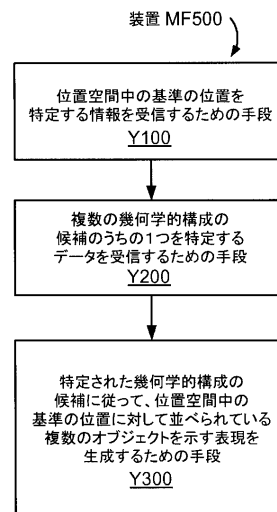 装置 MF500
位置空間中の基準の位置を
特定する情報を受信するための手段
Y100
複数の幾何学的構成の
候補のうちの1つを特定する
データを受信するための手段
Y200
特定された幾何学的構成の
候補に従って、位置空間中の
基準の位置に対して並べられている
複数のオブジェクトを示す表現を
生成するための手段
Y300